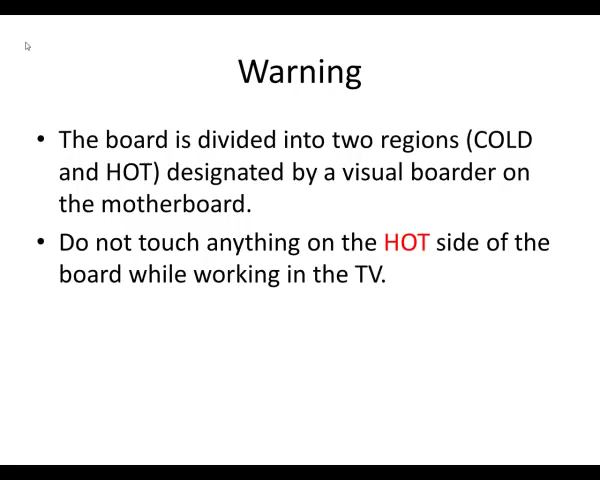 Warning
• The board is divided into two regions (COLD
and HOT) designated by a visual boarder on
the motherboard.
• Do not touch anything on the HOT side of the
board while working in the TV.